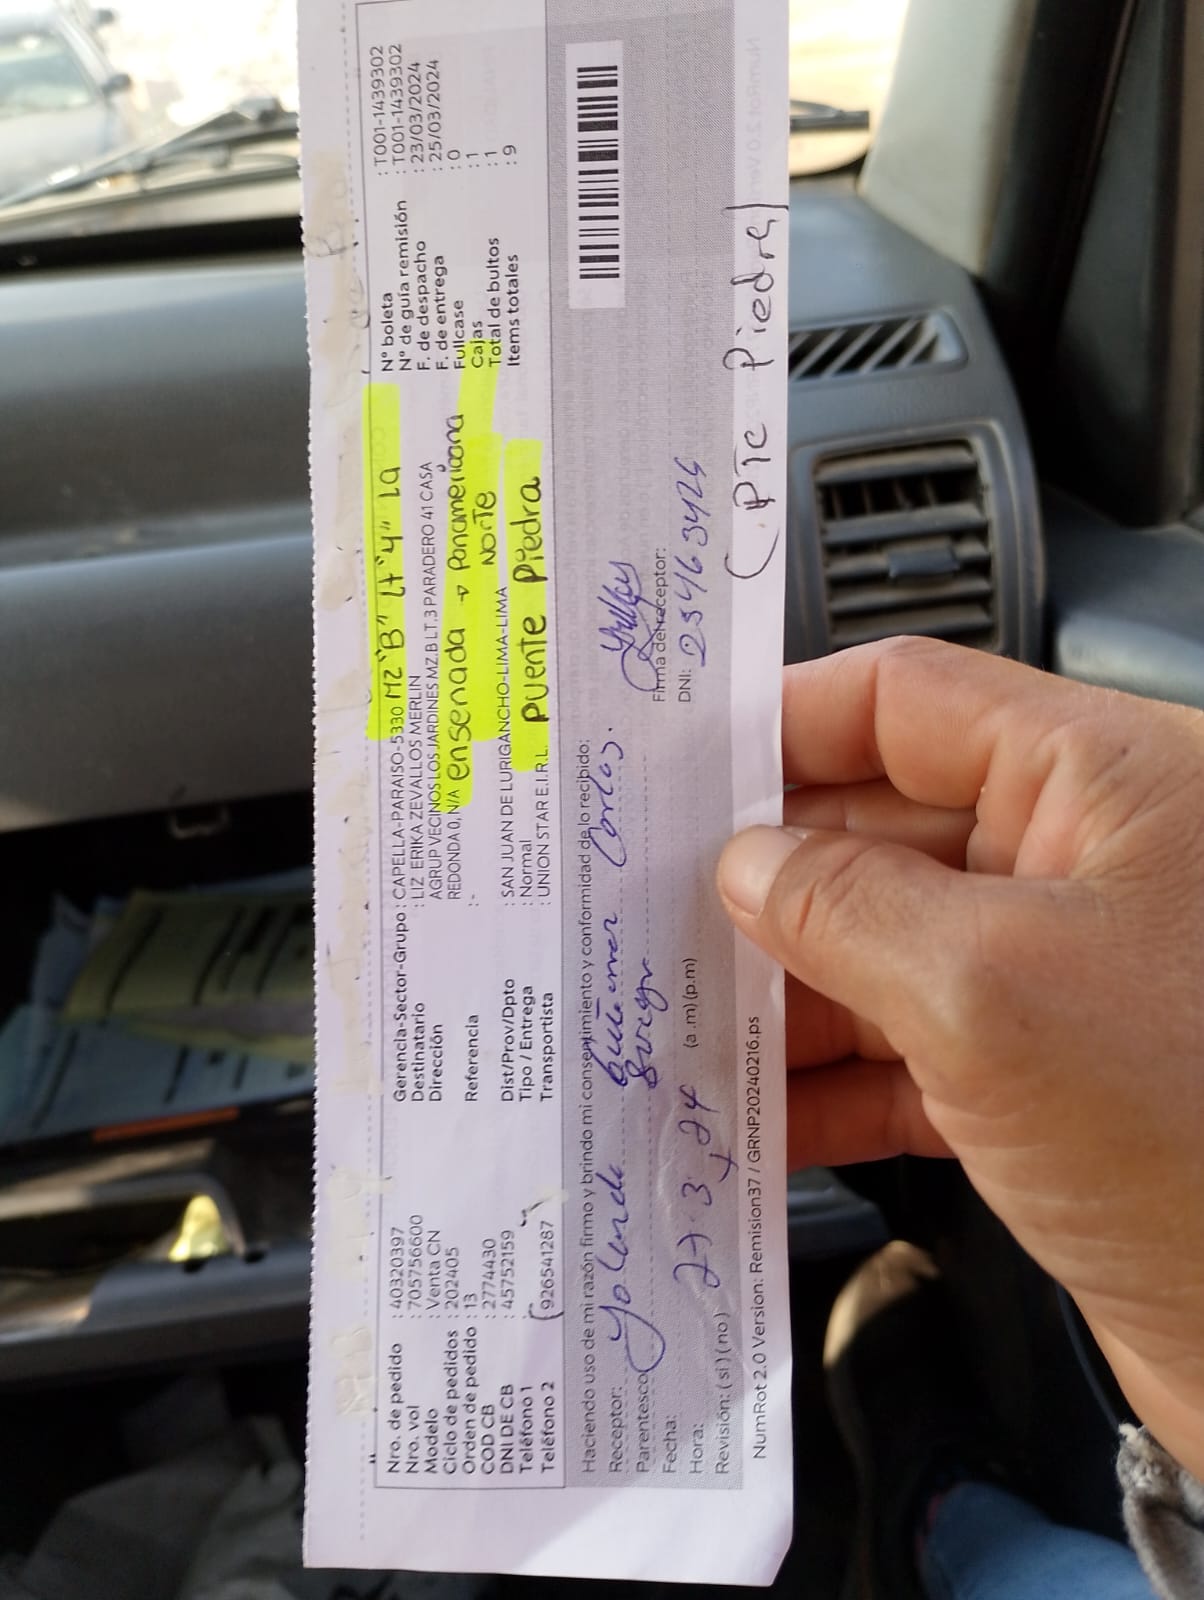 Nro. de pedido : 40320397
Nro. vol : 705756600
Modelo : Venta CN
Ciclo de pedidos : 202405
Orden de pedido : 13
COD CB : 2774430
DNI DE CB : 45752159
Teléfono 1 :
Teléfono 2 926541287
Gerencia-Sector-Grupo : CAPELLA-PARAISO-5330 MZ "B" Lt "4" La
Destinatario : LIZ ERIKA ZEVALLOS MERLIN
Dirección AGRUP VECINOS LOS JARDINES MZ.B LT.3 PARADERO 41 CASA
REDONDA 0, N/A ensenada → Panamericana
Norte
Referencia :-
Dist/Prov/Dpto : SAN JUAN DE LURIGANCHO-LIMA-LIMA
Tipo / Entrega : Normal
Transportista : UNION STAR E.I.R.L. Puente Piedra
N° boleta : T001-1439302
N° de guía remisión : T001-1439302
F. de despacho : 23/03/2024
F. de entrega : 25/03/2024
Fullcase : 0
Cajas : 1
Total de bultos : 1
Items totales : 9
Haciendo uso de mi razón firmo y brindo mi consentimiento y conformidad de lo recibido:
Receptor: Carlos.
Parentesco
Fecha: 27.3.24
Hora: (a.m)(p.m)
Revisión: (si)(no)
Firma del receptor:
DNI:
NumRot 2.0 Version: Remision37 / GRNP20240216.ps
(Pte Piedra)